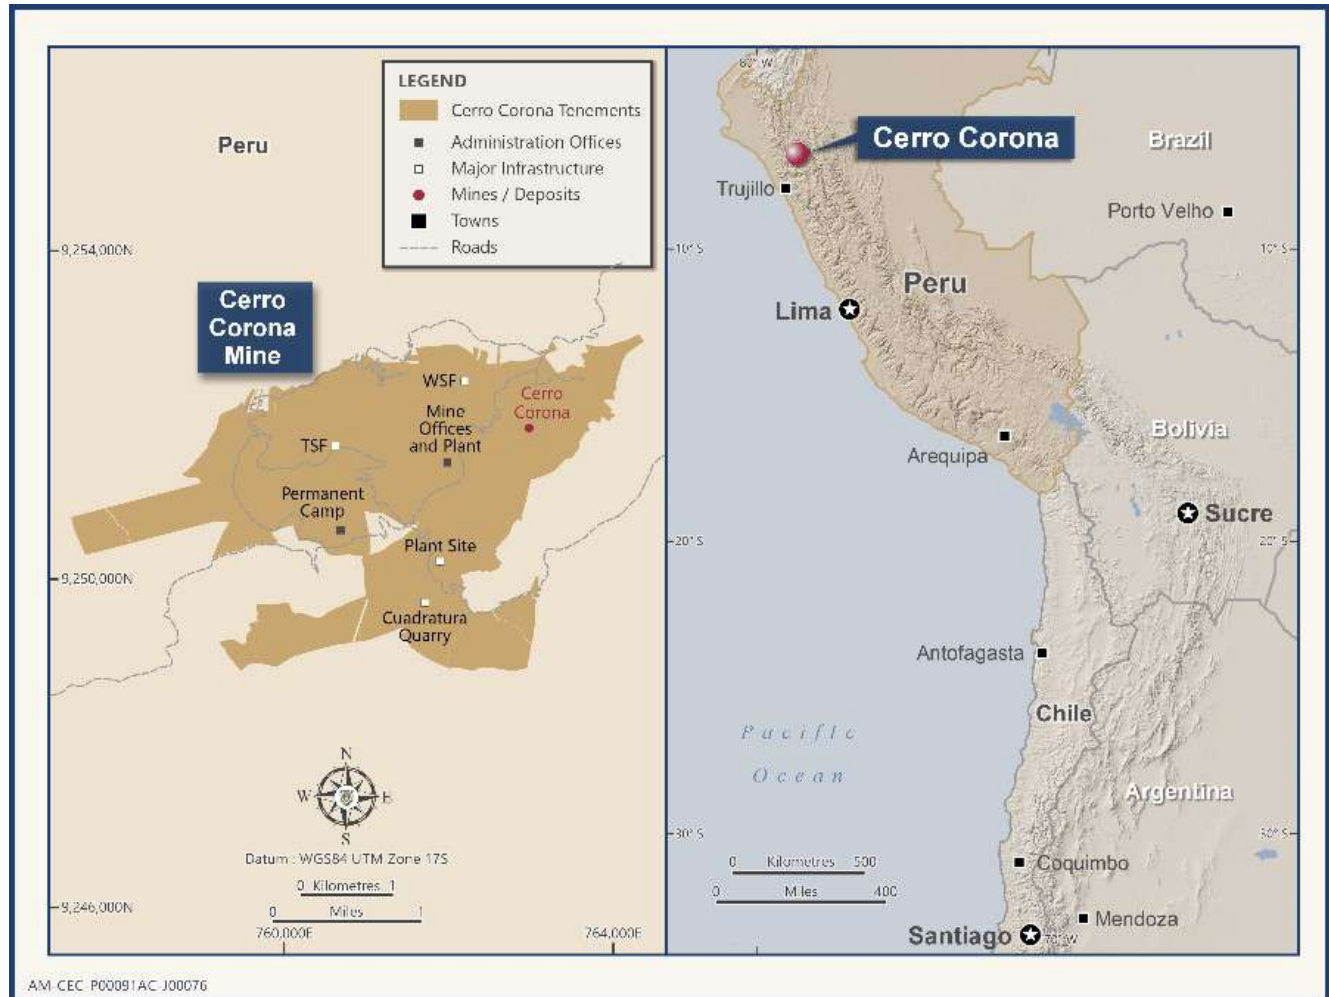 LEGEND
Cerro Corona Tenements
Administration Offices
Major Infrastructure
Mines / Deposits
Towns
Roads
Peru
9,254,000N
Cerro
Corona
Mine
WSF
Cerro
Corona
Mine
Offices
and Plant
TSF
Permanent
Camp
Plant Site
9,250,000N
Cuadratura
Quarry
N
W
E
S
Datum : WGS84 UTM Zone 17S
0 Kilometres 1
0 Miles 1
9,246,000N
760,000E
764,000E
80° W
Cerro Corona
Brazil
Trujillo
Porto Velho
10° S
10° S
Peru
Lima
Bolivia
Arequipa
Sucre
20° S
20° S
Antofagasta
Chile
Pacific
Ocean
Argentina
30° S
30° S
0 Kilometres 500
0 Miles 400
Coquimbo
Mendoza
Santiago
70° W
AM-CEC P00091AC J00076